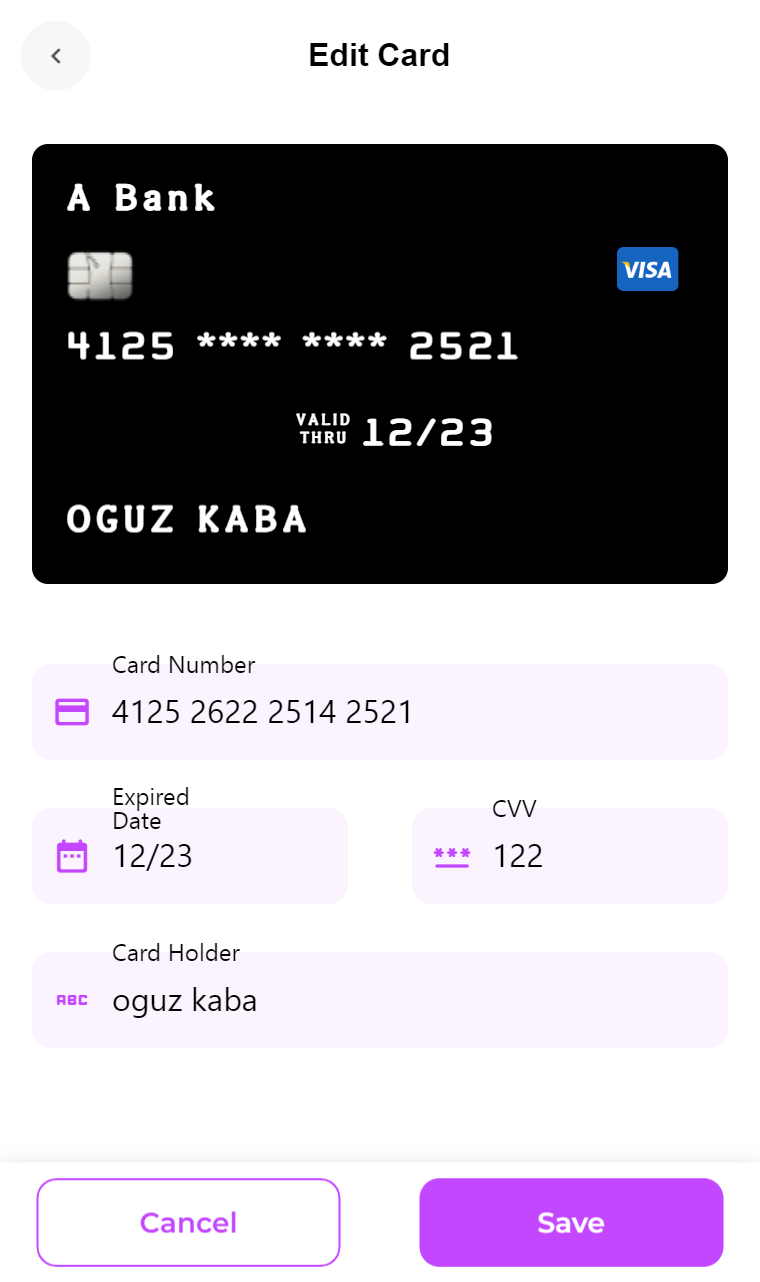 Edit Card
A Bank
VISA
4125 **** **** 2521
VALID
THRU 12/23
OGUZ KABA
Card Number
4125 2622 2514 2521
Expired
Date
12/23
CVV
*** 122
Card Holder
ABC oguz kaba
Cancel Save